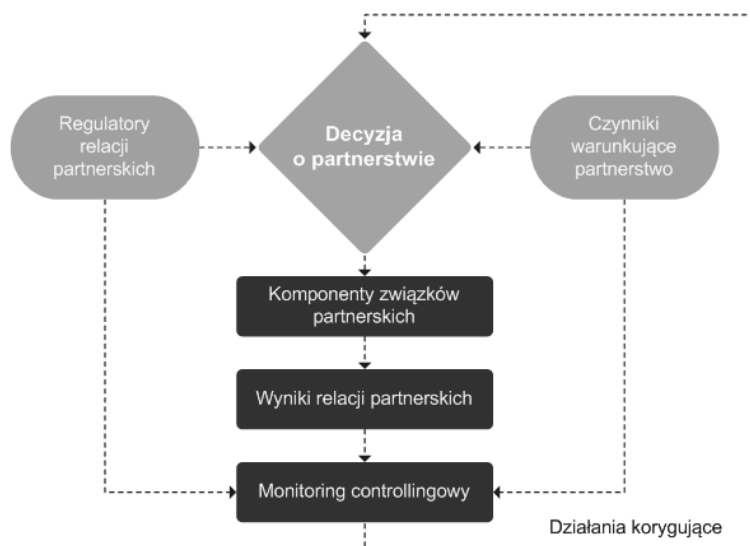 Regulatory
relacji
partnerskich
Decyzja
o partnerstwie
Czynniki
warunkujące
partnerstwo
Komponenty związków
partnerskich
Wyniki relacji partnerskich
Monitoring controllingowy
Działania korygujące